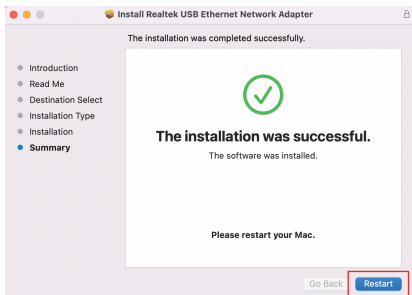 Install Realtek USB Ethernet Network Adapter
The installation was completed successfully.
Introduction
Read Me
Destination Select
Installation Type
Installation
Summary
The installation was successful.
The software was installed.
Please restart your Mac.
Go Back
Restart